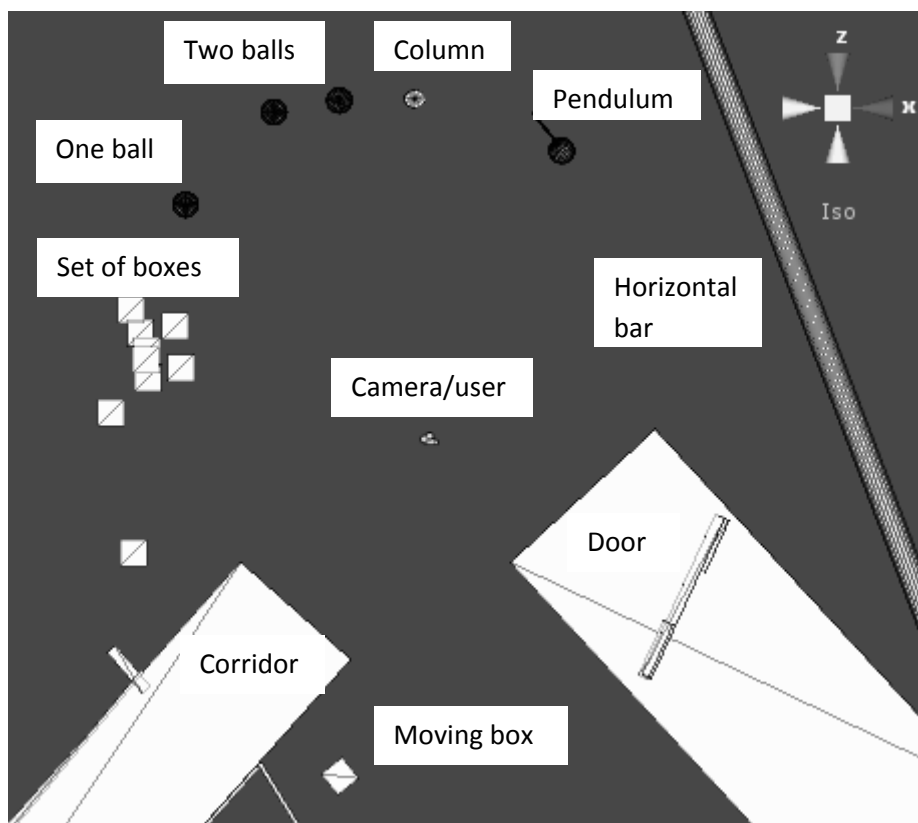 Two balls
Column
z
Pendulum
x
One ball
Iso
Set of boxes
Horizontal
bar
Camera/user
Door
Corridor
Moving box